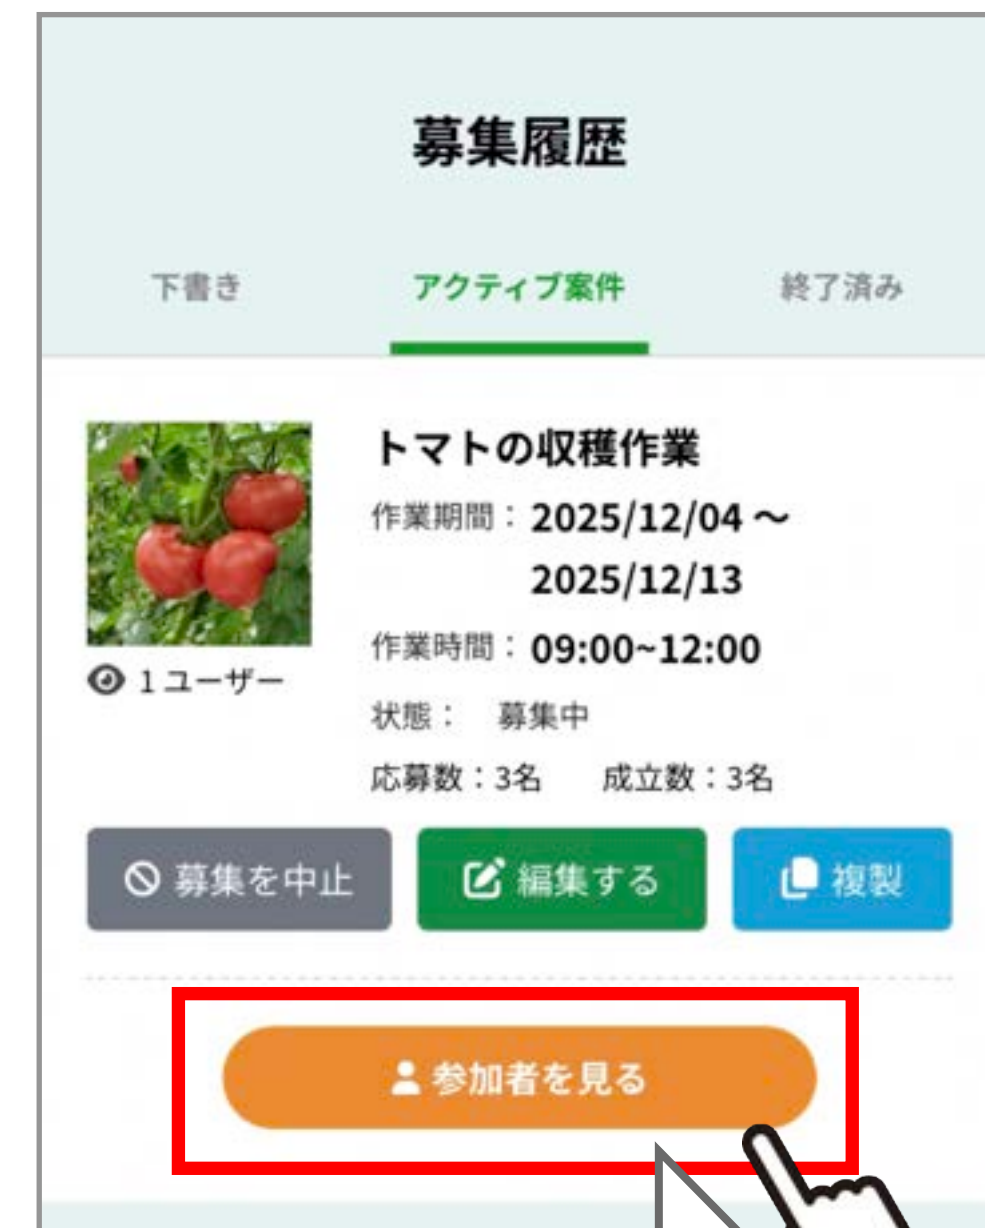 募集履歴
下書き アクティブ案件 終了済み
トマトの収穫作業
作業期間：2025/12/04 〜
2025/12/13
作業時間：09:00~12:00
1ユーザー
状態： 募集中
応募数：3名 成立数：3名
募集を中止 編集する 複製
参加者を見る